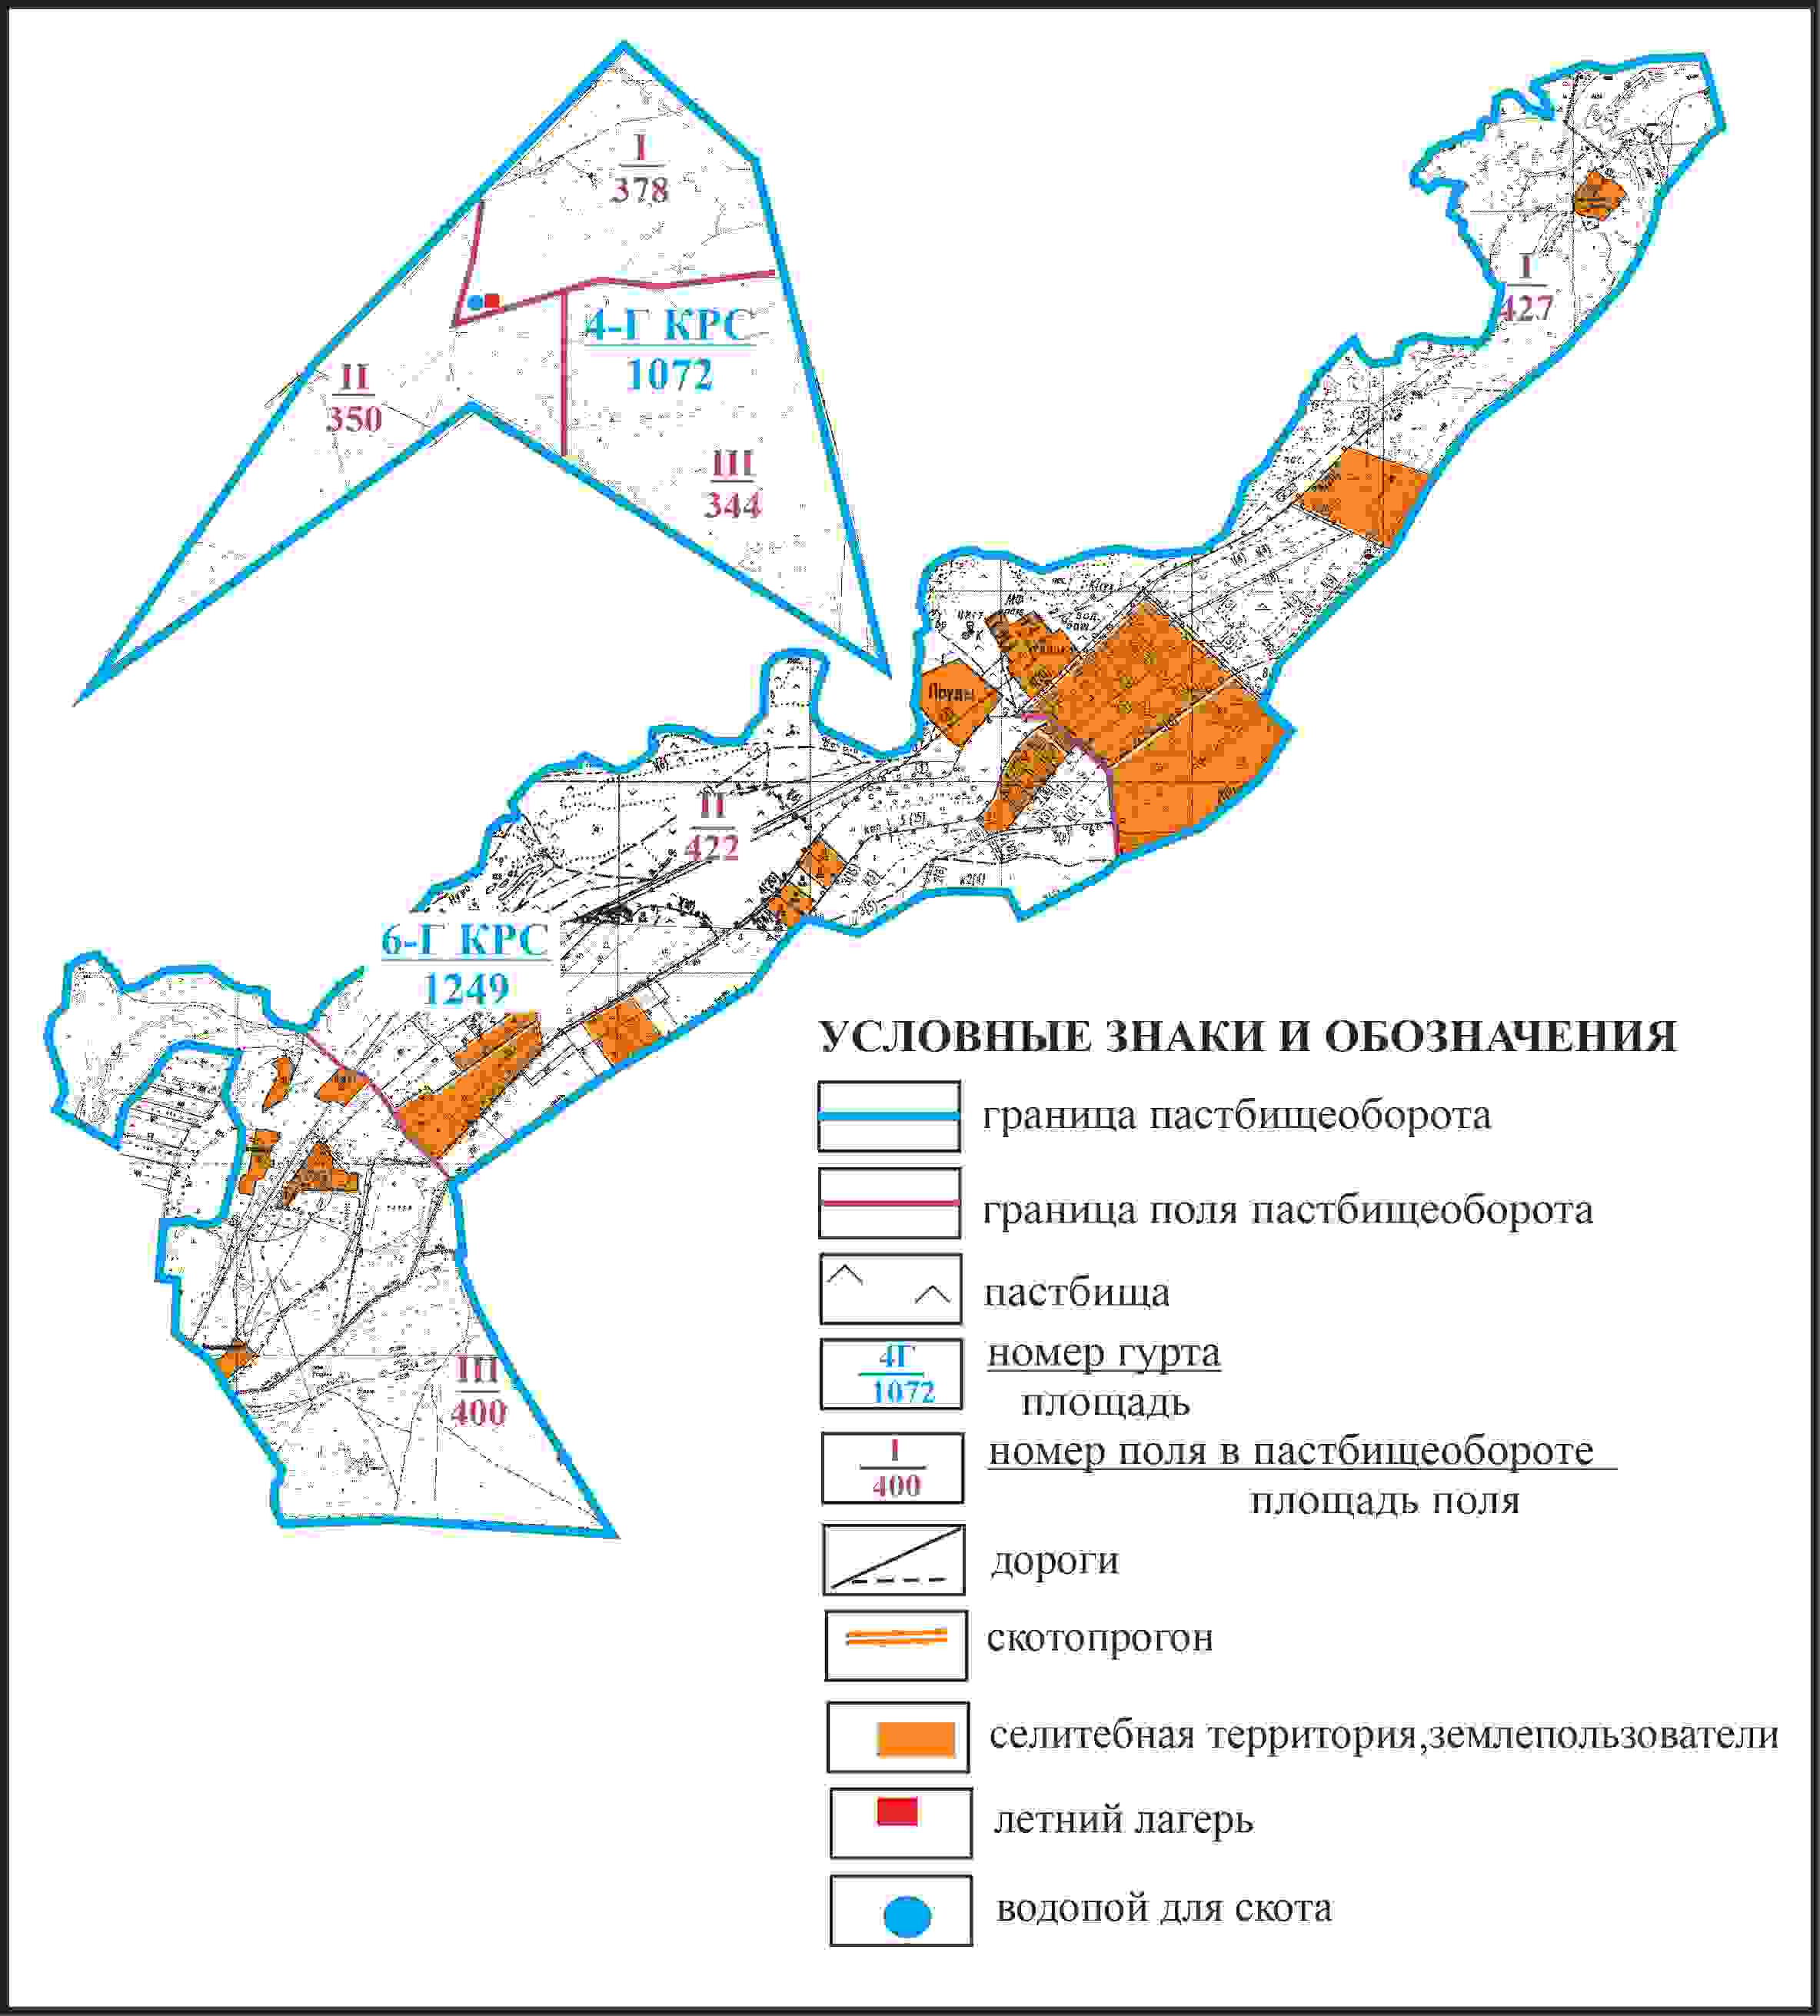 I
378
I
427
4-Г КРС
1072
II
350
III
344
Пруды
II
422
6-Г КРС
1249
III
400
УСЛОВНЫЕ ЗНАКИ И ОБОЗНАЧЕНИЯ
граница пастбищеоборота
граница поля пастбищеоборота
пастбища
4Г
1072
номер гурта
площадь
I
400
номер поля в пастбищеобороте
площадь поля
дороги
скотопрогон
селитебная территория,землепользователи
летний лагерь
водопой для скота